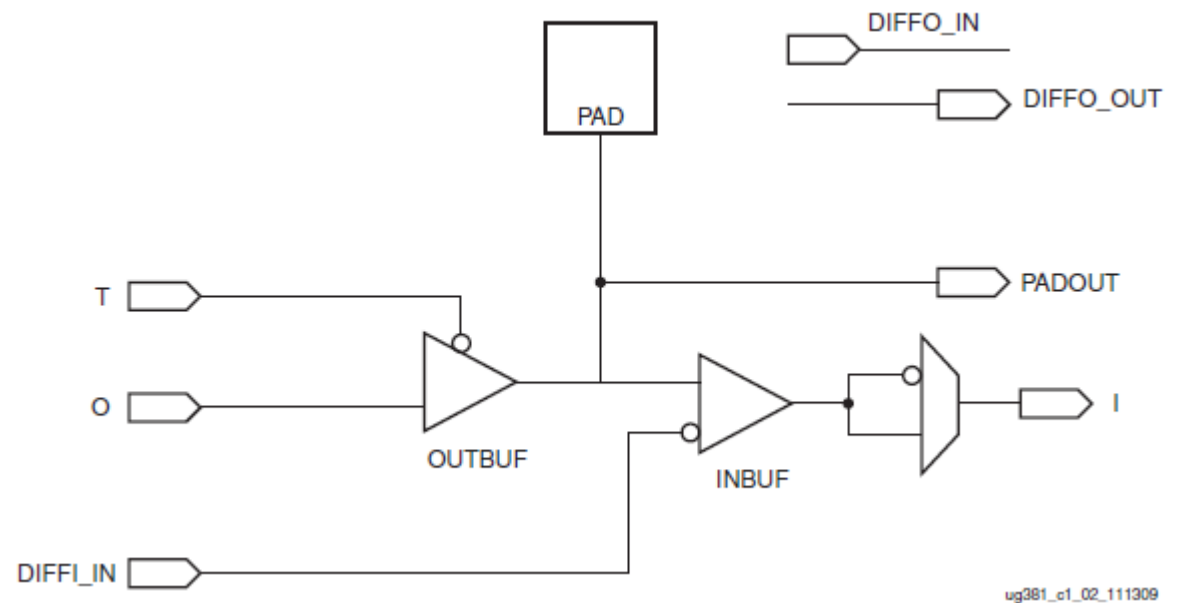 DIFFO_IN
DIFFO_OUT
PAD
PADOUT
T
O
I
OUTBUF
INBUF
DIFFI_IN
ug381_c1_02_111309